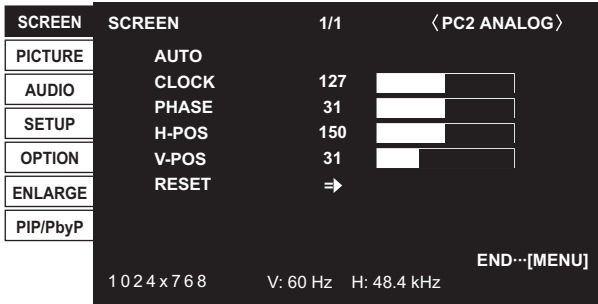 SCREEN
PICTURE
AUDIO
SETUP
OPTION
ENLARGE
PIP/PbyP
SCREEN 1/1 〈PC2 ANALOG〉
AUTO
CLOCK 127
PHASE 31
H-POS 150
V-POS 31
RESET
END···[MENU]
1024x768 V: 60 Hz H: 48.4 kHz